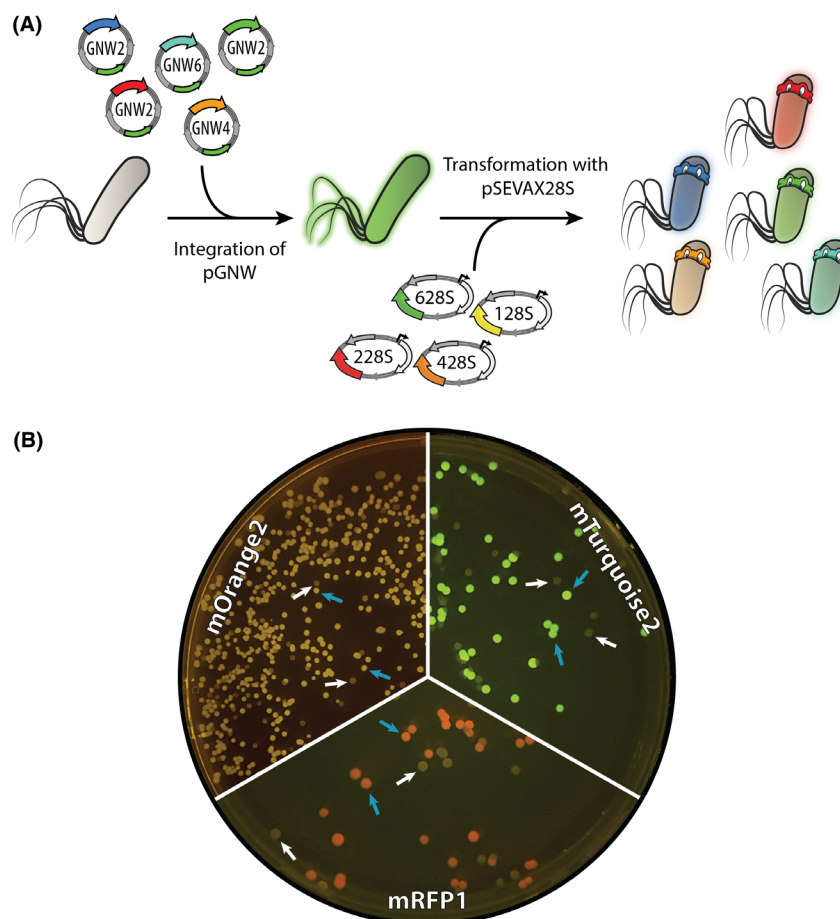 (A)
GNW2
GNW6
GNW2
GNW2
GNW4
Integration of
pGNW
Transformation with
pSEVAX28S
628S
128S
228S
428S
(B)
mOrange2
mTurquoise2
mRFP1